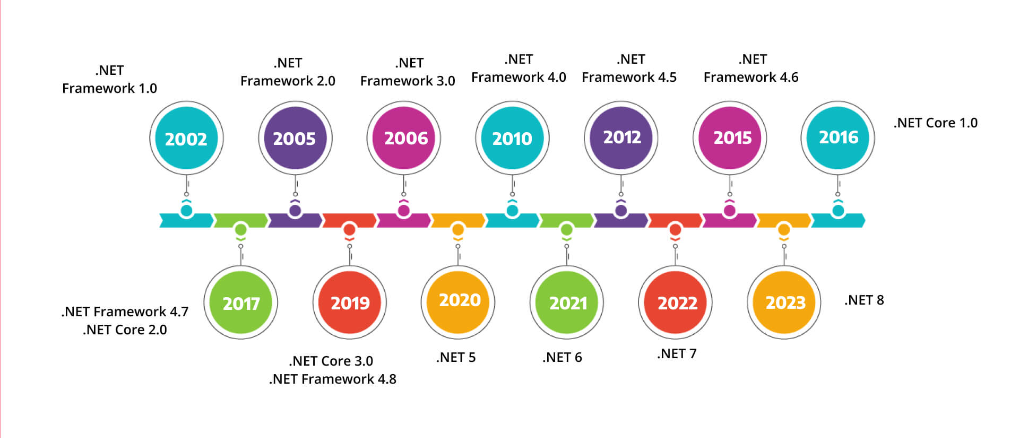 .NET
Framework 1.0
.NET
Framework 2.0
.NET
Framework 3.0
.NET
Framework 4.0
.NET
Framework 4.5
.NET
Framework 4.6
.NET Core 1.0
2002
2005
2006
2010
2012
2015
2016
2017
2019
2020
2021
2022
2023
.NET Framework 4.7
.NET Core 2.0
.NET Core 3.0
.NET Framework 4.8
.NET 5
.NET 6
.NET 7
.NET 8